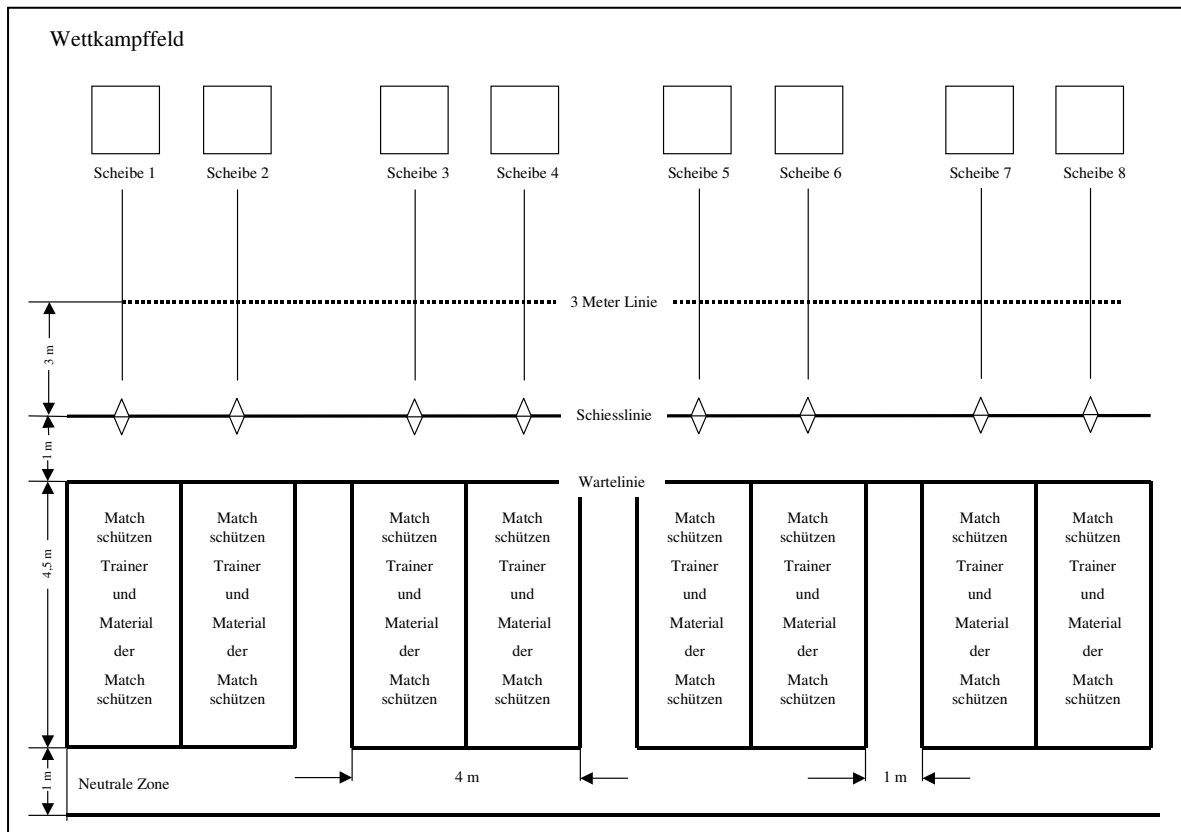 Wettkampffeld
Scheibe 1
Scheibe 2
Scheibe 3
Scheibe 4
Scheibe 5
Scheibe 6
Scheibe 7
Scheibe 8
3 Meter Linie
3 m
Schiesslinie
1 m
Wartelinie
4,5 m
Match
schützen
Trainer
und
Material
der
Match
schützen
Match
schützen
Trainer
und
Material
der
Match
schützen
Match
schützen
Trainer
und
Material
der
Match
schützen
Match
schützen
Trainer
und
Material
der
Match
schützen
Match
schützen
Trainer
und
Material
der
Match
schützen
Match
schützen
Trainer
und
Material
der
Match
schützen
Match
schützen
Trainer
und
Material
der
Match
schützen
Match
schützen
Trainer
und
Material
der
Match
schützen
1 m
Neutrale Zone
4 m
1 m